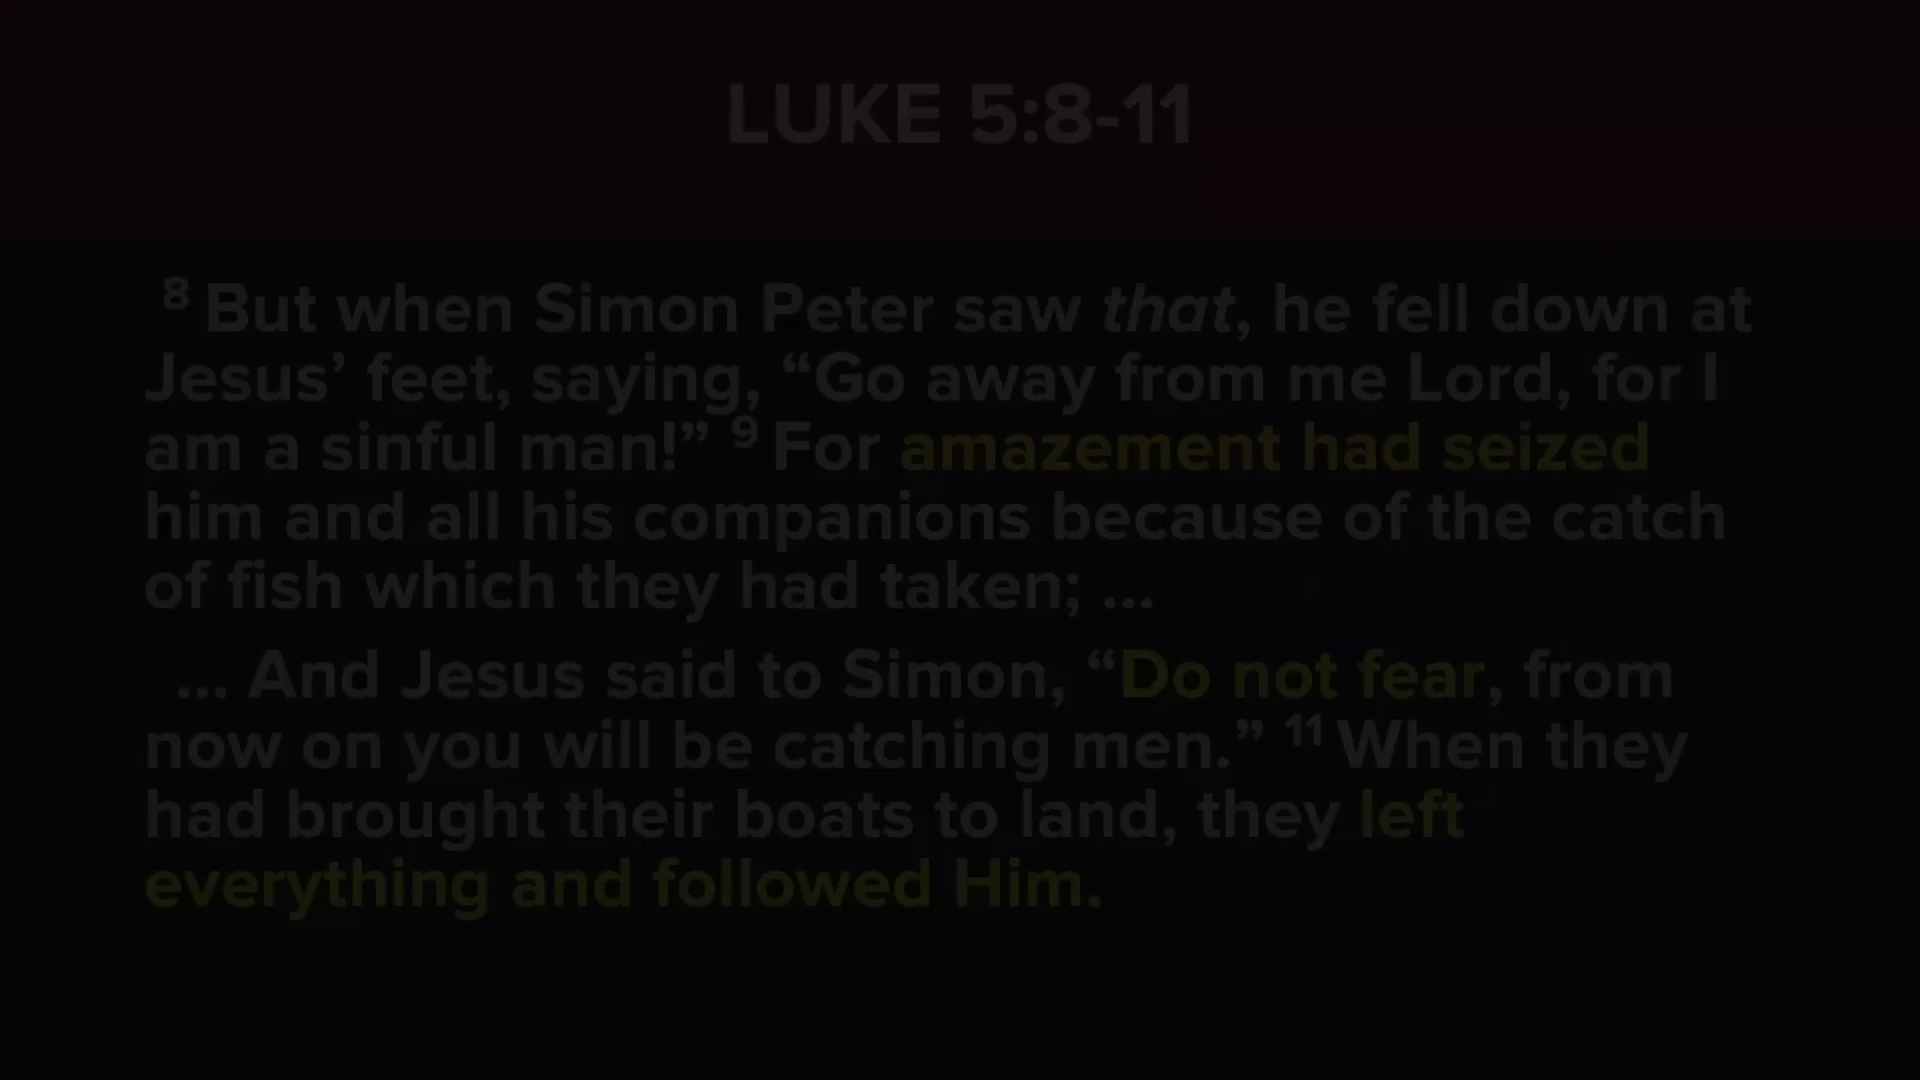 LUKE 5:8-11
8 But when Simon Peter saw that, he fell down at
Jesus’ feet, saying, “Go away from me Lord, for I
am a sinful man!” 9 For amazement had seized
him and all his companions because of the catch
of fish which they had taken; ...
... And Jesus said to Simon, “Do not fear, from
now on you will be catching men.” 11 When they
had brought their boats to land, they left
everything and followed Him.